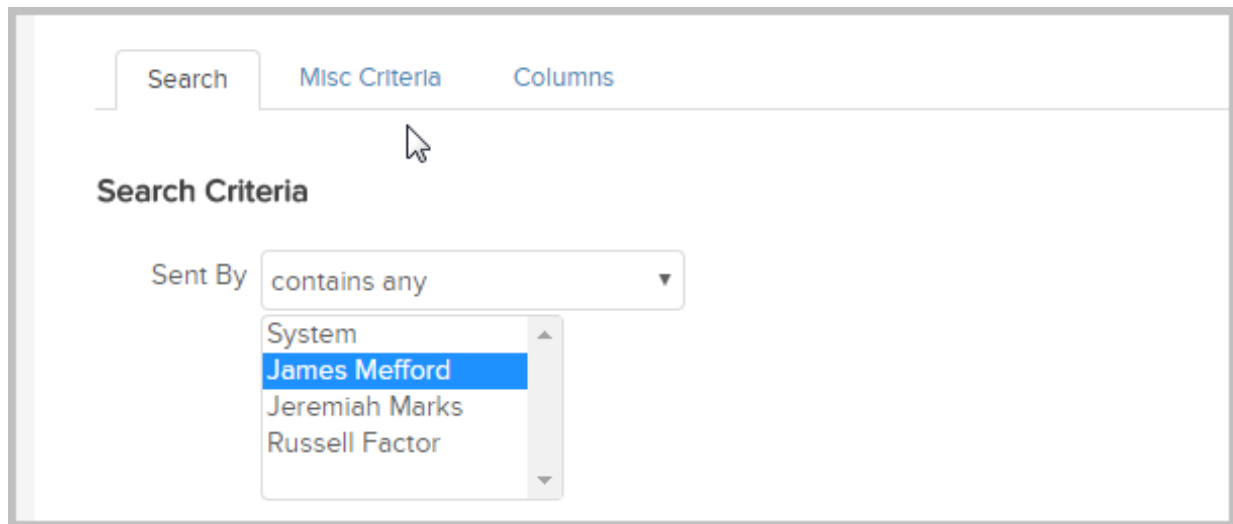 Search Misc Criteria Columns
Search Criteria
Sent By contains any
System
James Mefford
Jeremiah Marks
Russell Factor